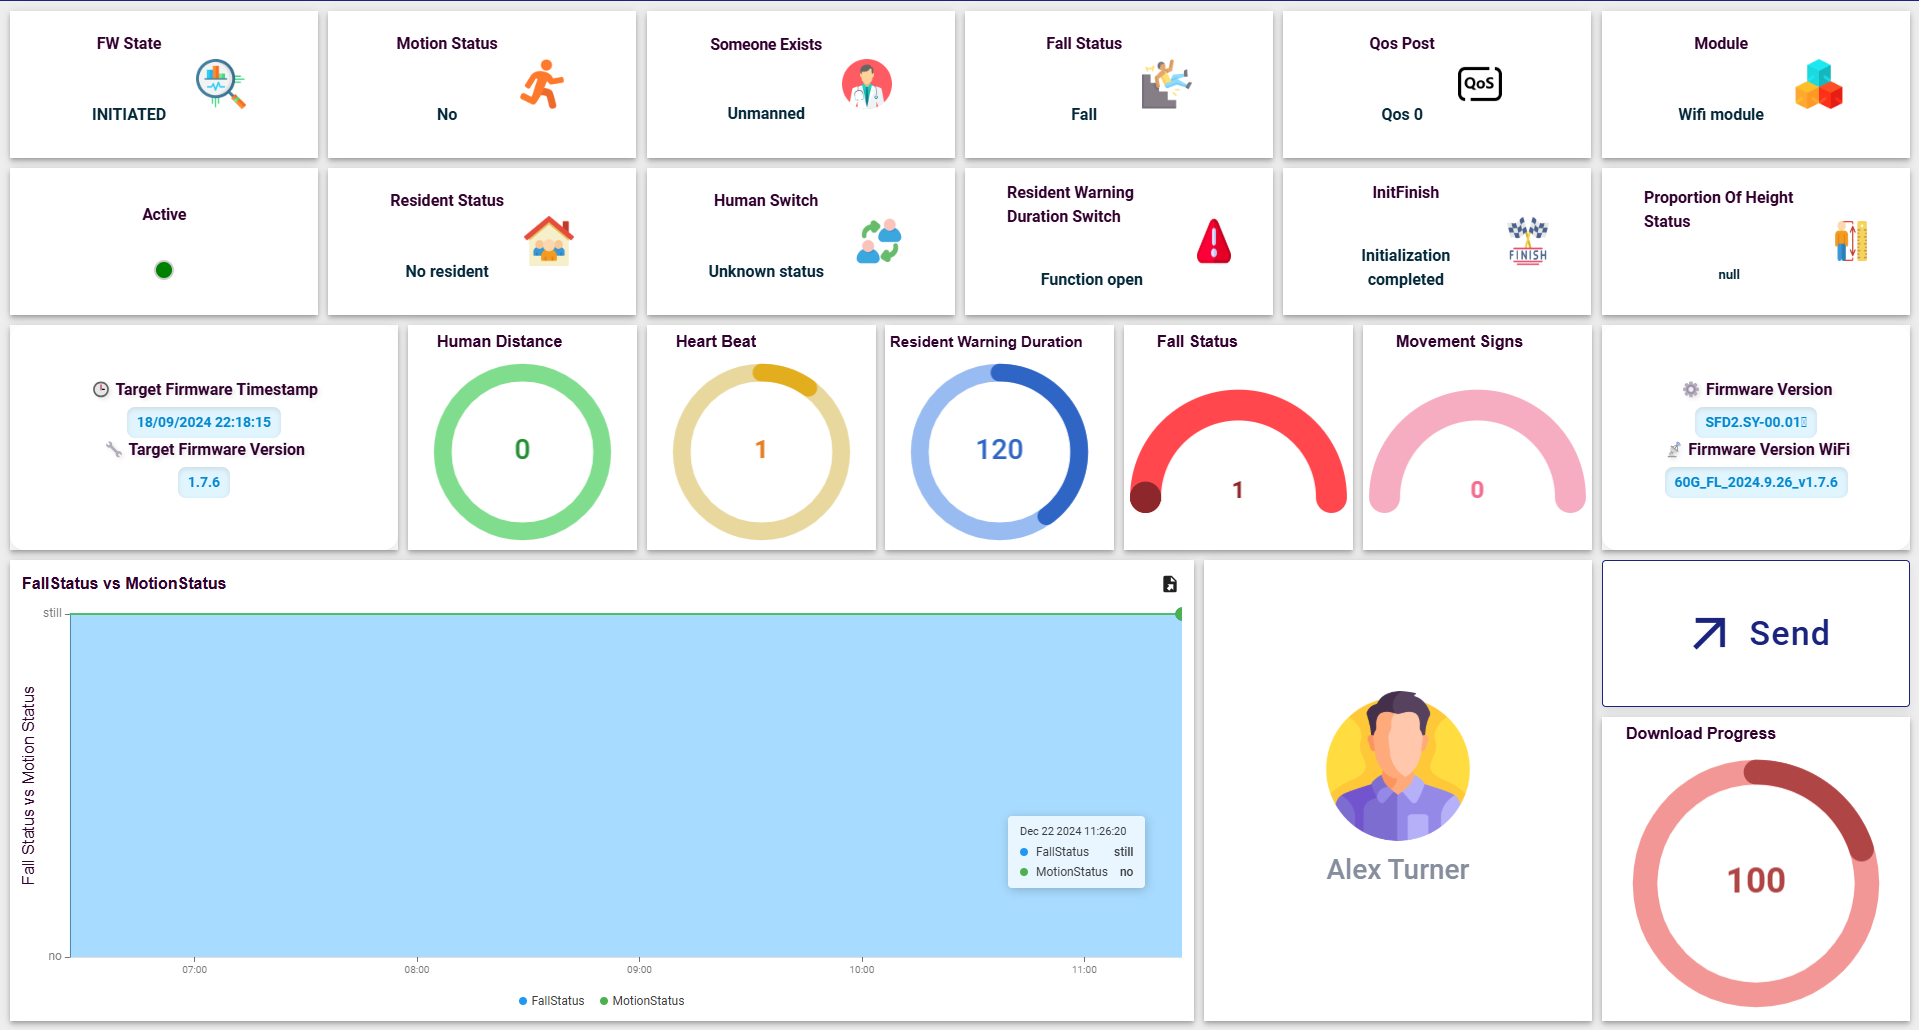 FW State
INITIATED
Motion Status
No
Someone Exists
Unmanned
Fall Status
Fall
Qos Post
Qos 0
QoS
Module
Wifi module
Active
Resident Status
No resident
Human Switch
Unknown status
Resident Warning
Duration Switch
Function open
InitFinish
Initialization
completed
FINISH
Proportion Of Height
Status
null
Target Firmware Timestamp
18/09/2024 22:18:15
Target Firmware Version
1.7.6
Human Distance
0
Heart Beat
1
Resident Warning Duration
120
Fall Status
1
Movement Signs
0
Firmware Version
SFD2.SY-00.01▯
Firmware Version WiFi
60G_FL_2024.9.26_v1.7.6
FallStatus vs MotionStatus
Fall Status vs Motion Status
still
no
Dec 22 2024 11:26:20
FallStatus still
MotionStatus no
07:00 08:00 09:00 10:00 11:00
FallStatus MotionStatus
Alex Turner
Send
Download Progress
100